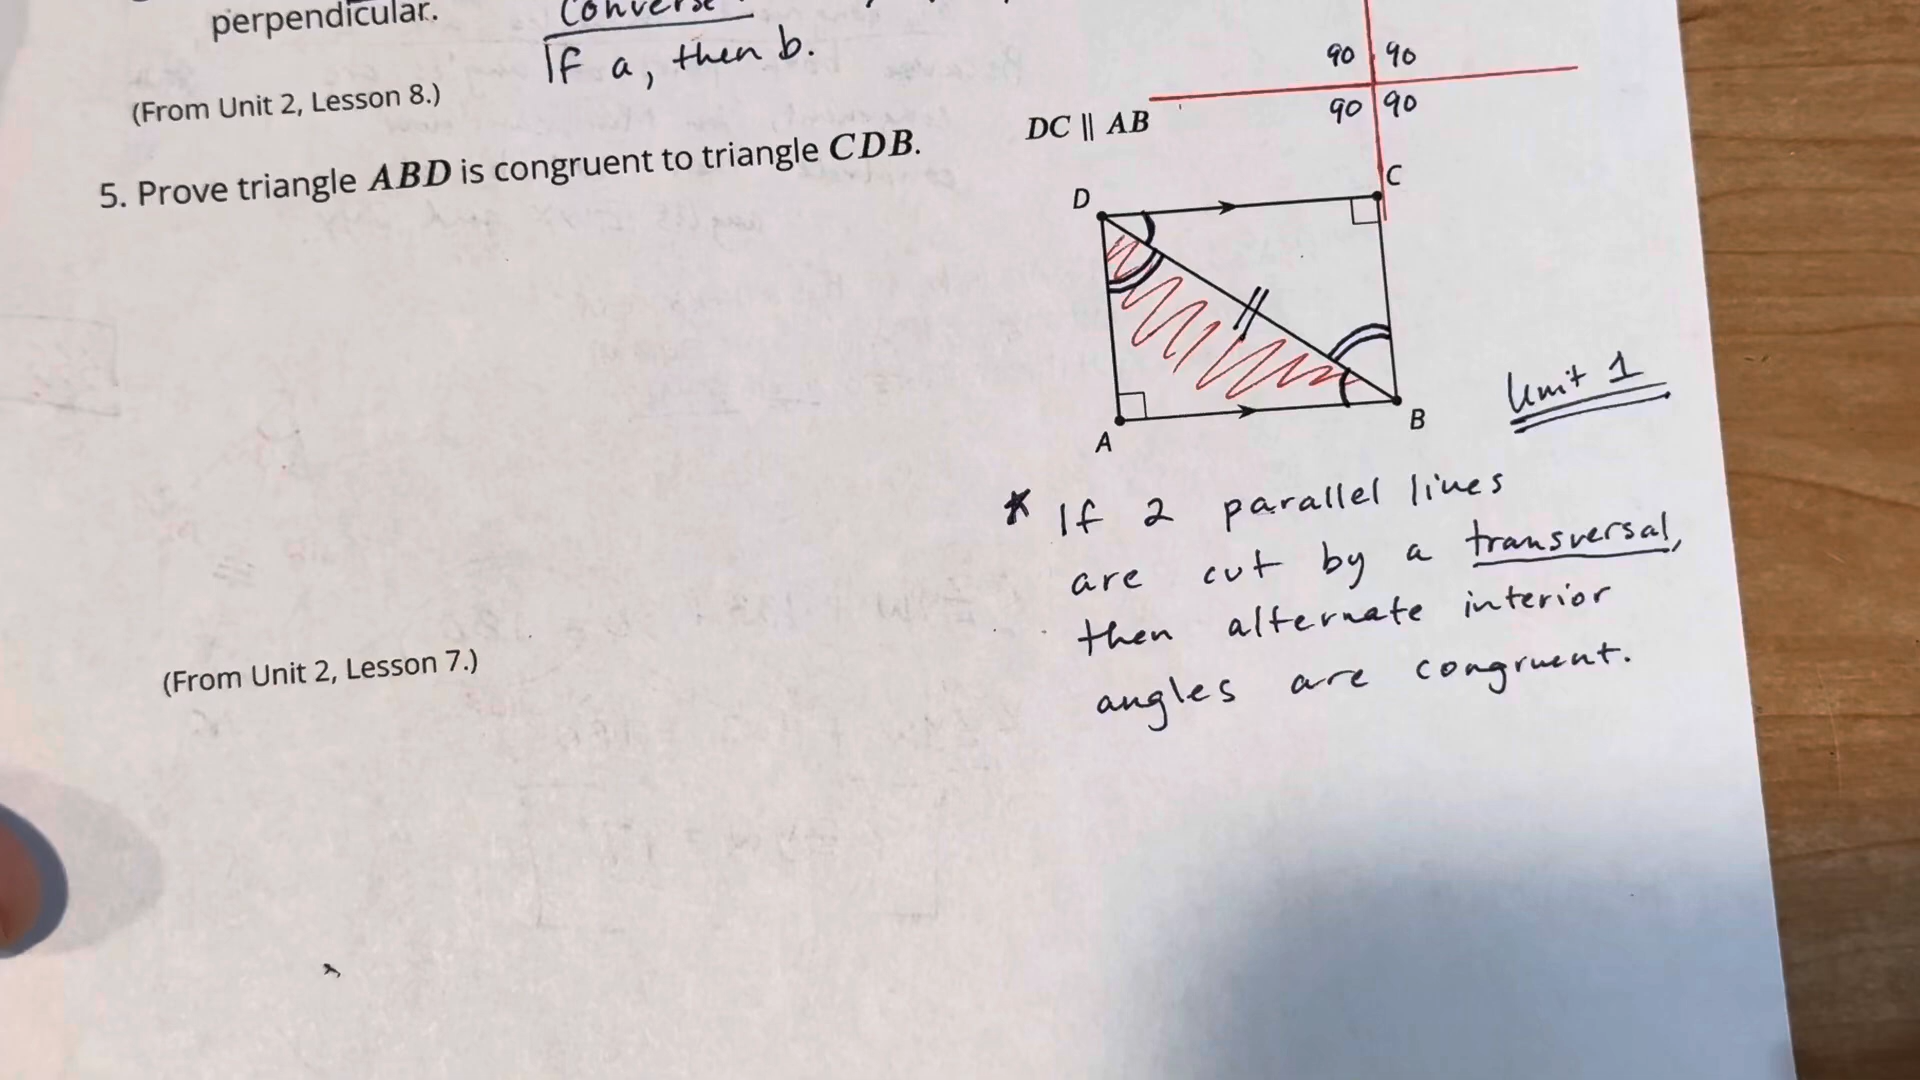 perpendicular.
Converse
If a, then b.
(From Unit 2, Lesson 8.)
90 90
90 90
DC || AB
5. Prove triangle ABD is congruent to triangle CDB.
D
C
A
B
Unit 1
* If 2 parallel lines
are cut by a transversal,
then alternate interior
angles are congruent.
(From Unit 2, Lesson 7.)